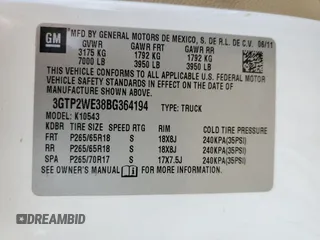 GM
MFD BY GENERAL MOTORS DE MEXICO, S. DE R.L. DE C.V. 06/11
GVWR GAWR FRT GAWR RR
3175 KG 1792 KG 1792 KG
7000 LB 3950 LB 3950 LB
THIS VEHICLE CONFORMS TO ALL APPLICABLE U.S. FEDERAL MOTOR
VEHICLE SAFETY STANDARDS IN EFFECT ON THE DATE OF
MANUFACTURE SHOWN ABOVE.
3GTP2WE38BG364194 TYPE: TRUCK
MODEL: K10543
KDBR TIRE SIZE SPEED RTG RIM COLD TIRE PRESSURE
FRT P265/65R18 S 18X8J 240KPA(35PSI)
RR P265/65R18 S 18X8J 240KPA(35PSI)
SPA P265/70R17 S 17X7.5J 240KPA(35PSI)
SEE OWNER'S MANUAL FOR MORE INFORMATION.
DREAMBID